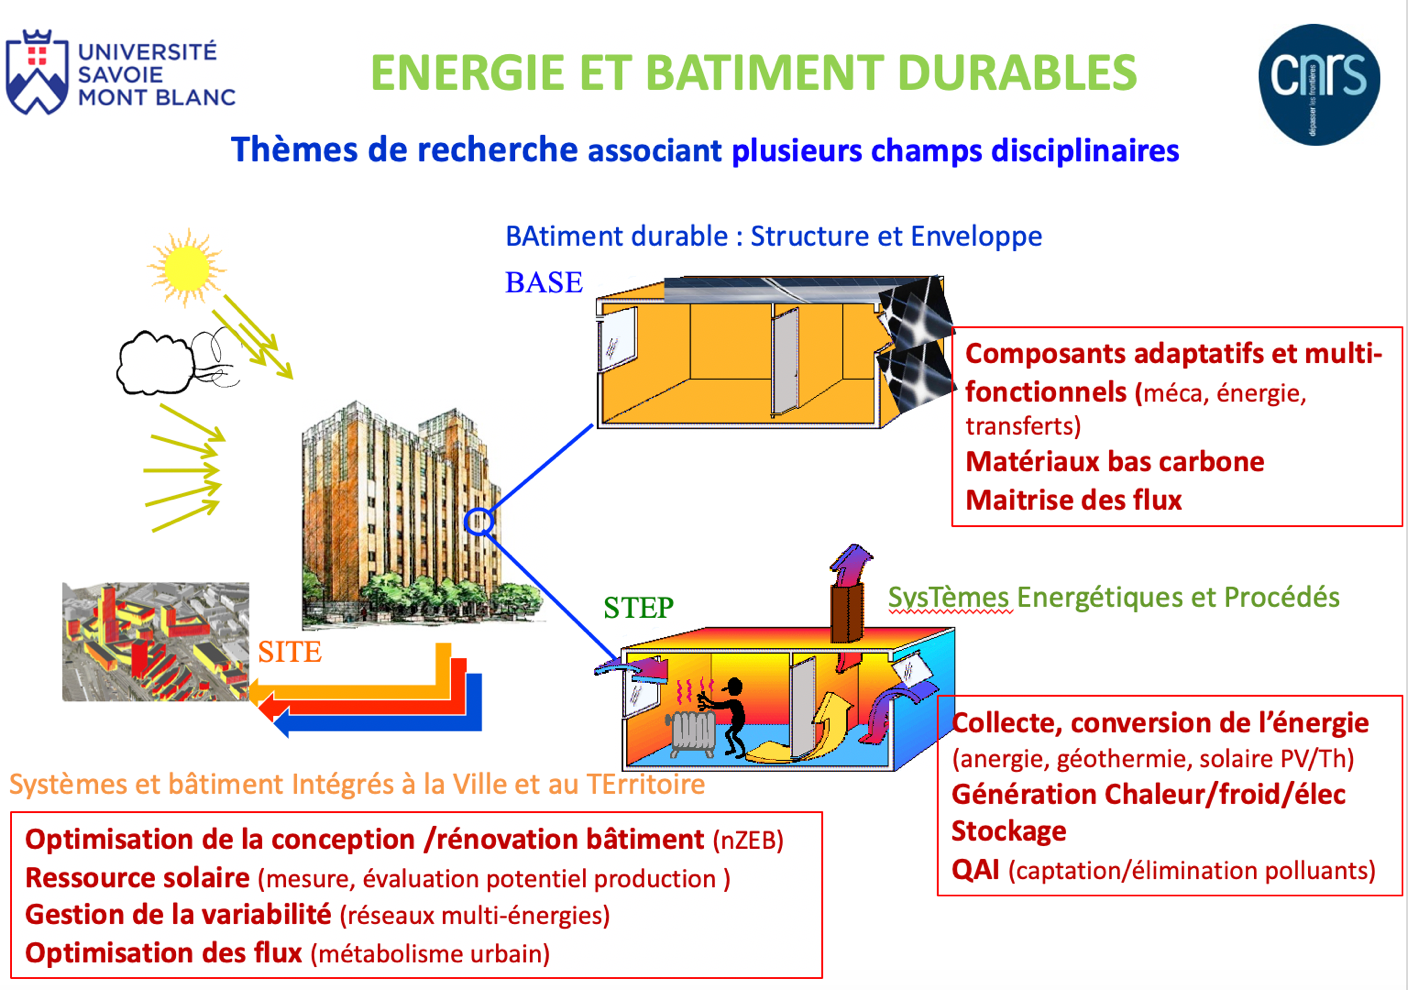 UNIVERSITÉ
SAVOIE
MONT BLANC
ENERGIE ET BATIMENT DURABLES
cnrs
dépasser les frontières
Thèmes de recherche associant plusieurs champs disciplinaires
BAtiment durable : Structure et Enveloppe
BASE
Composants adaptatifs et multi-
fonctionnels (méca, énergie,
transferts)
Matériaux bas carbone
Maitrise des flux
STEP
SysTèmes Energétiques et Procédés
Collecte, conversion de l’énergie
(anergie, géothermie, solaire PV/Th)
Génération Chaleur/froid/élec
Stockage
QAI (captation/élimination polluants)
SITE
Systèmes et bâtiment Intégrés à la Ville et au TErritoire
Optimisation de la conception /rénovation bâtiment (nZEB)
Ressource solaire (mesure, évaluation potentiel production )
Gestion de la variabilité (réseaux multi-énergies)
Optimisation des flux (métabolisme urbain)